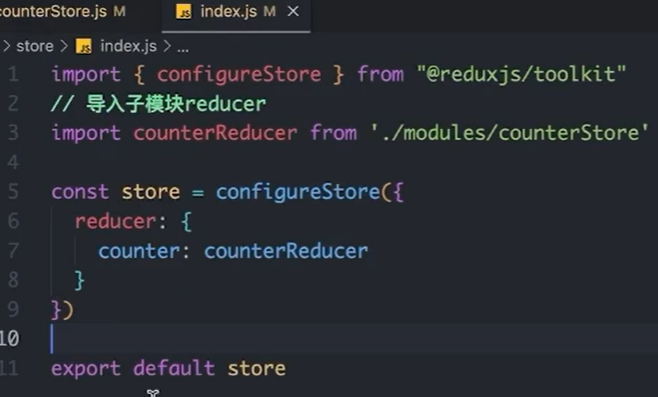 counterStore.js M index.js M ×
> store > JS index.js > ...
1 import { configureStore } from "@reduxjs/toolkit"
2 // 导入子模块reducer
3 import counterReducer from './modules/counterStore'
4
5 const store = configureStore({
6 reducer: {
7 counter: counterReducer
8 }
9 })
10
11 export default store